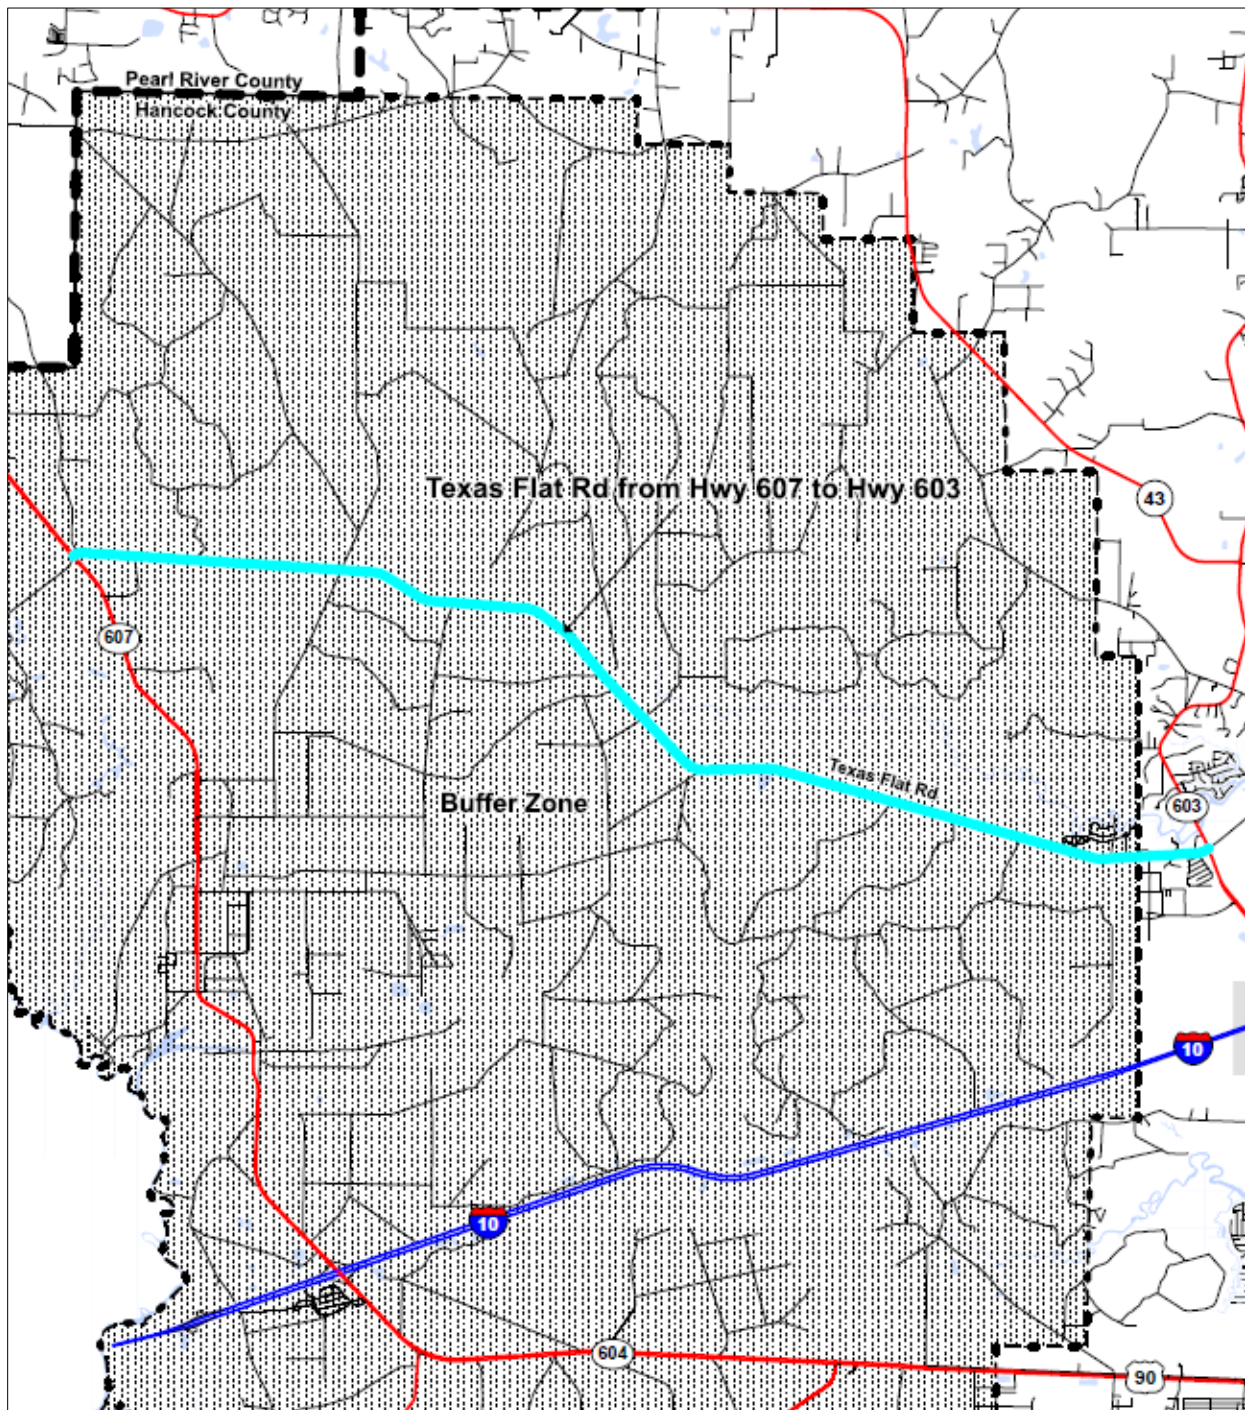 Pearl River County
Hancock County
Texas Flat Rd from Hwy 607 to Hwy 603
43
607
Texas Flat Rd
Buffer Zone
603
10
10
604
90